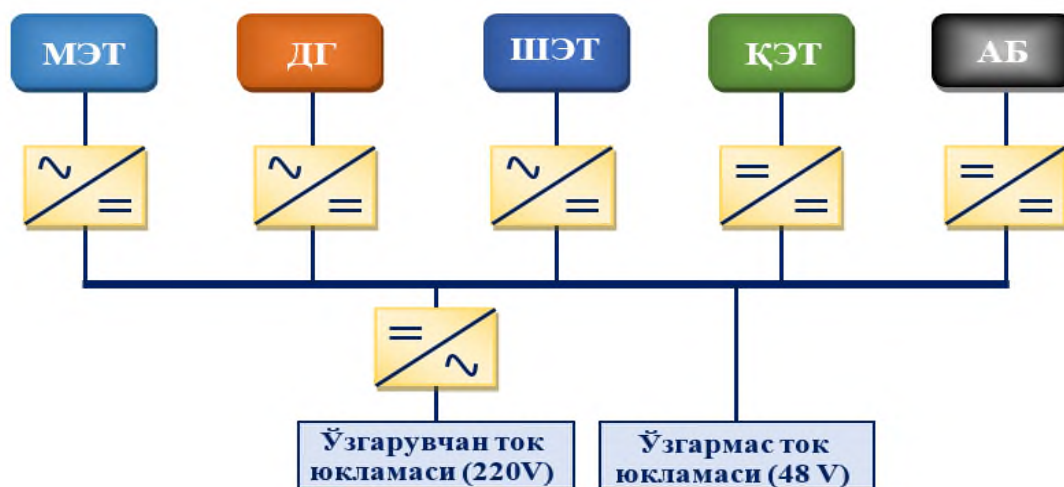 МЭТ
ДГ
ШЭТ
ҚЭТ
АБ
Ўзгарувчан ток
юкламаси (220V)
Ўзгармас ток
юкламаси (48 V)